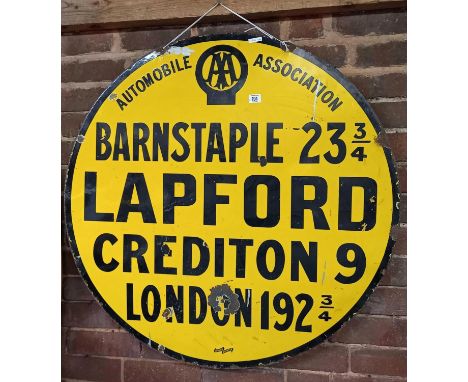 AUTOMOBILE AA ASSOCIATION
BARNSTAPLE 23 3/4
LAPFORD
CREDITON 9
LONDON 192 3/4